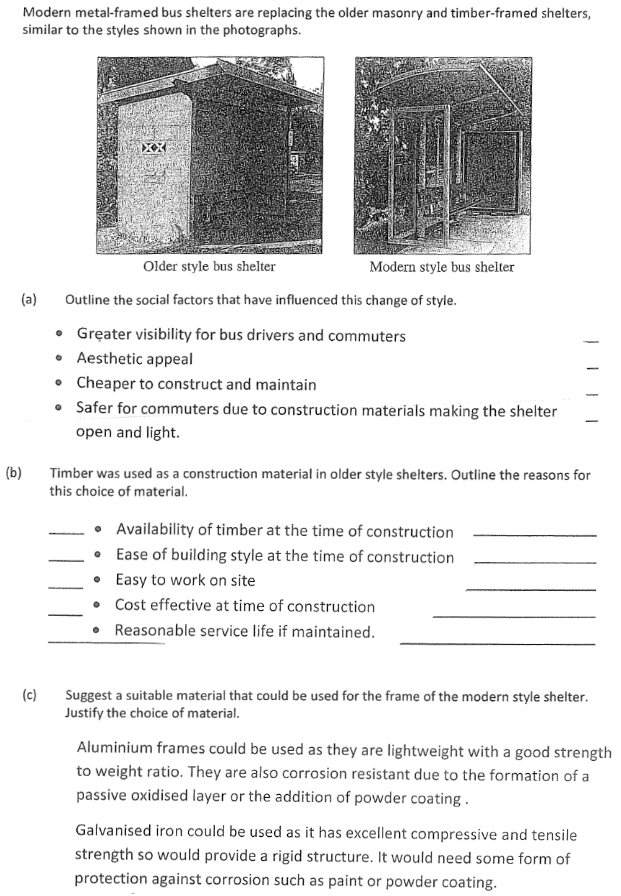 Modern metal-framed bus shelters are replacing the older masonry and timber-framed shelters,
similar to the styles shown in the photographs.
Older style bus shelter
Modern style bus shelter
(a) Outline the social factors that have influenced this change of style.
• Greater visibility for bus drivers and commuters
• Aesthetic appeal
• Cheaper to construct and maintain
• Safer for commuters due to construction materials making the shelter
open and light.
(b) Timber was used as a construction material in older style shelters. Outline the reasons for
this choice of material.
• Availability of timber at the time of construction
• Ease of building style at the time of construction
• Easy to work on site
• Cost effective at time of construction
• Reasonable service life if maintained.
(c) Suggest a suitable material that could be used for the frame of the modern style shelter.
Justify the choice of material.
Aluminium frames could be used as they are lightweight with a good strength
to weight ratio. They are also corrosion resistant due to the formation of a
passive oxidised layer or the addition of powder coating .
Galvanised iron could be used as it has excellent compressive and tensile
strength so would provide a rigid structure. It would need some form of
protection against corrosion such as paint or powder coating.